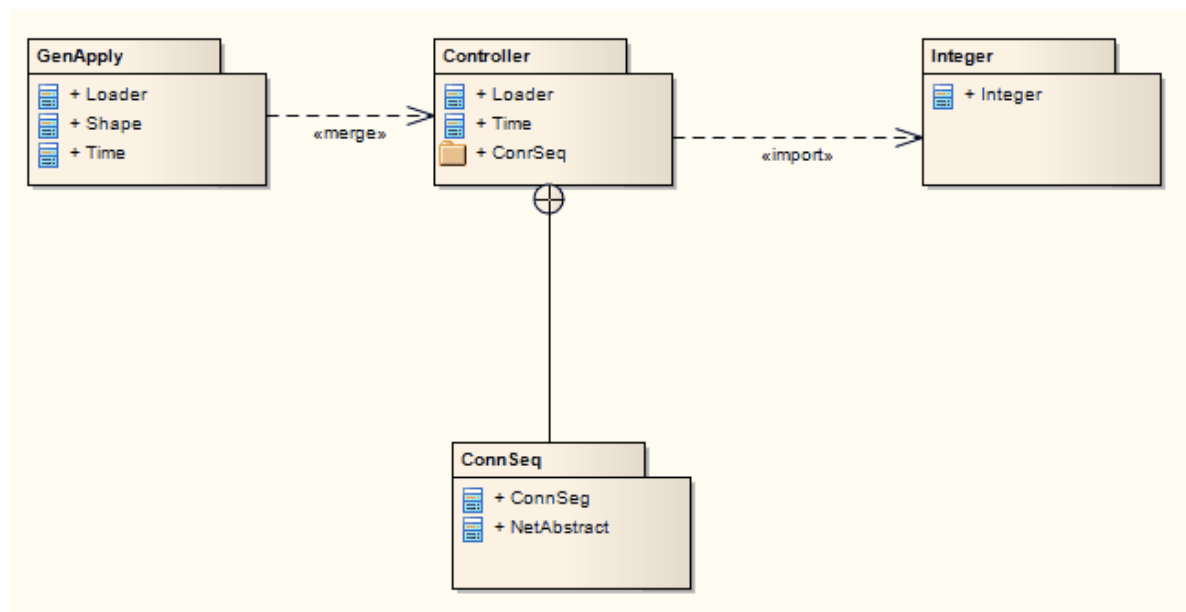 GenApply
+ Loader
+ Shape
+ Time
«merge»
Controller
+ Loader
+ Time
+ ConrSeq
«import»
Integer
+ Integer
ConnSeq
+ ConnSeg
+ NetAbstract